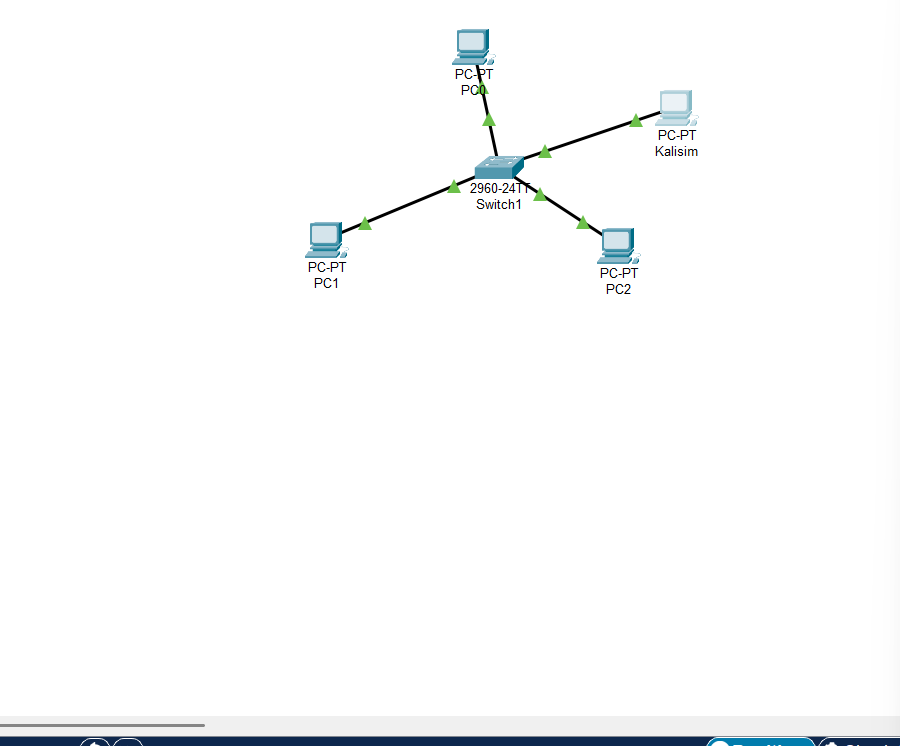 PC-PT
PC0
PC-PT
Kalisim
2960-24TT
Switch1
PC-PT
PC1
PC-PT
PC2